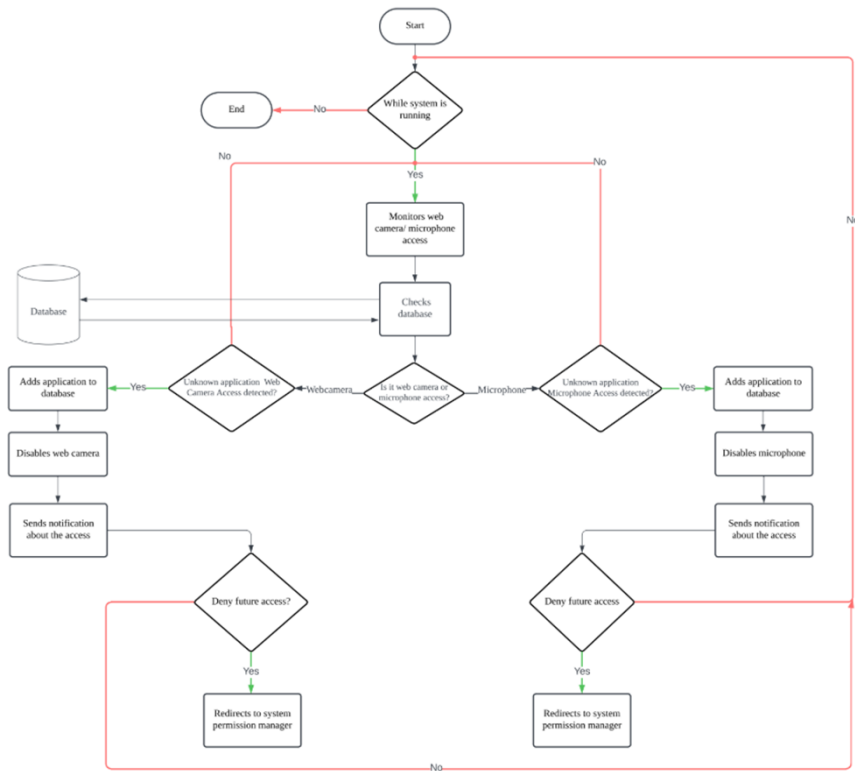 Start
While system is
running
No
End
No
No
Yes
Monitors web
camera/ microphone
access
Database
Checks
database
Is it web camera or
microphone access?
Webcamera
Microphone
Unknown application Web
Camera Access detected?
Unknown application
Microphone Access detected?
Yes
Yes
Adds application to
database
Adds application to
database
Disables web camera
Disables microphone
Sends notification
about the access
Sends notification
about the access
Deny future access?
Deny future access
Yes
Yes
Redirects to system
permission manager
Redirects to system
permission manager
No